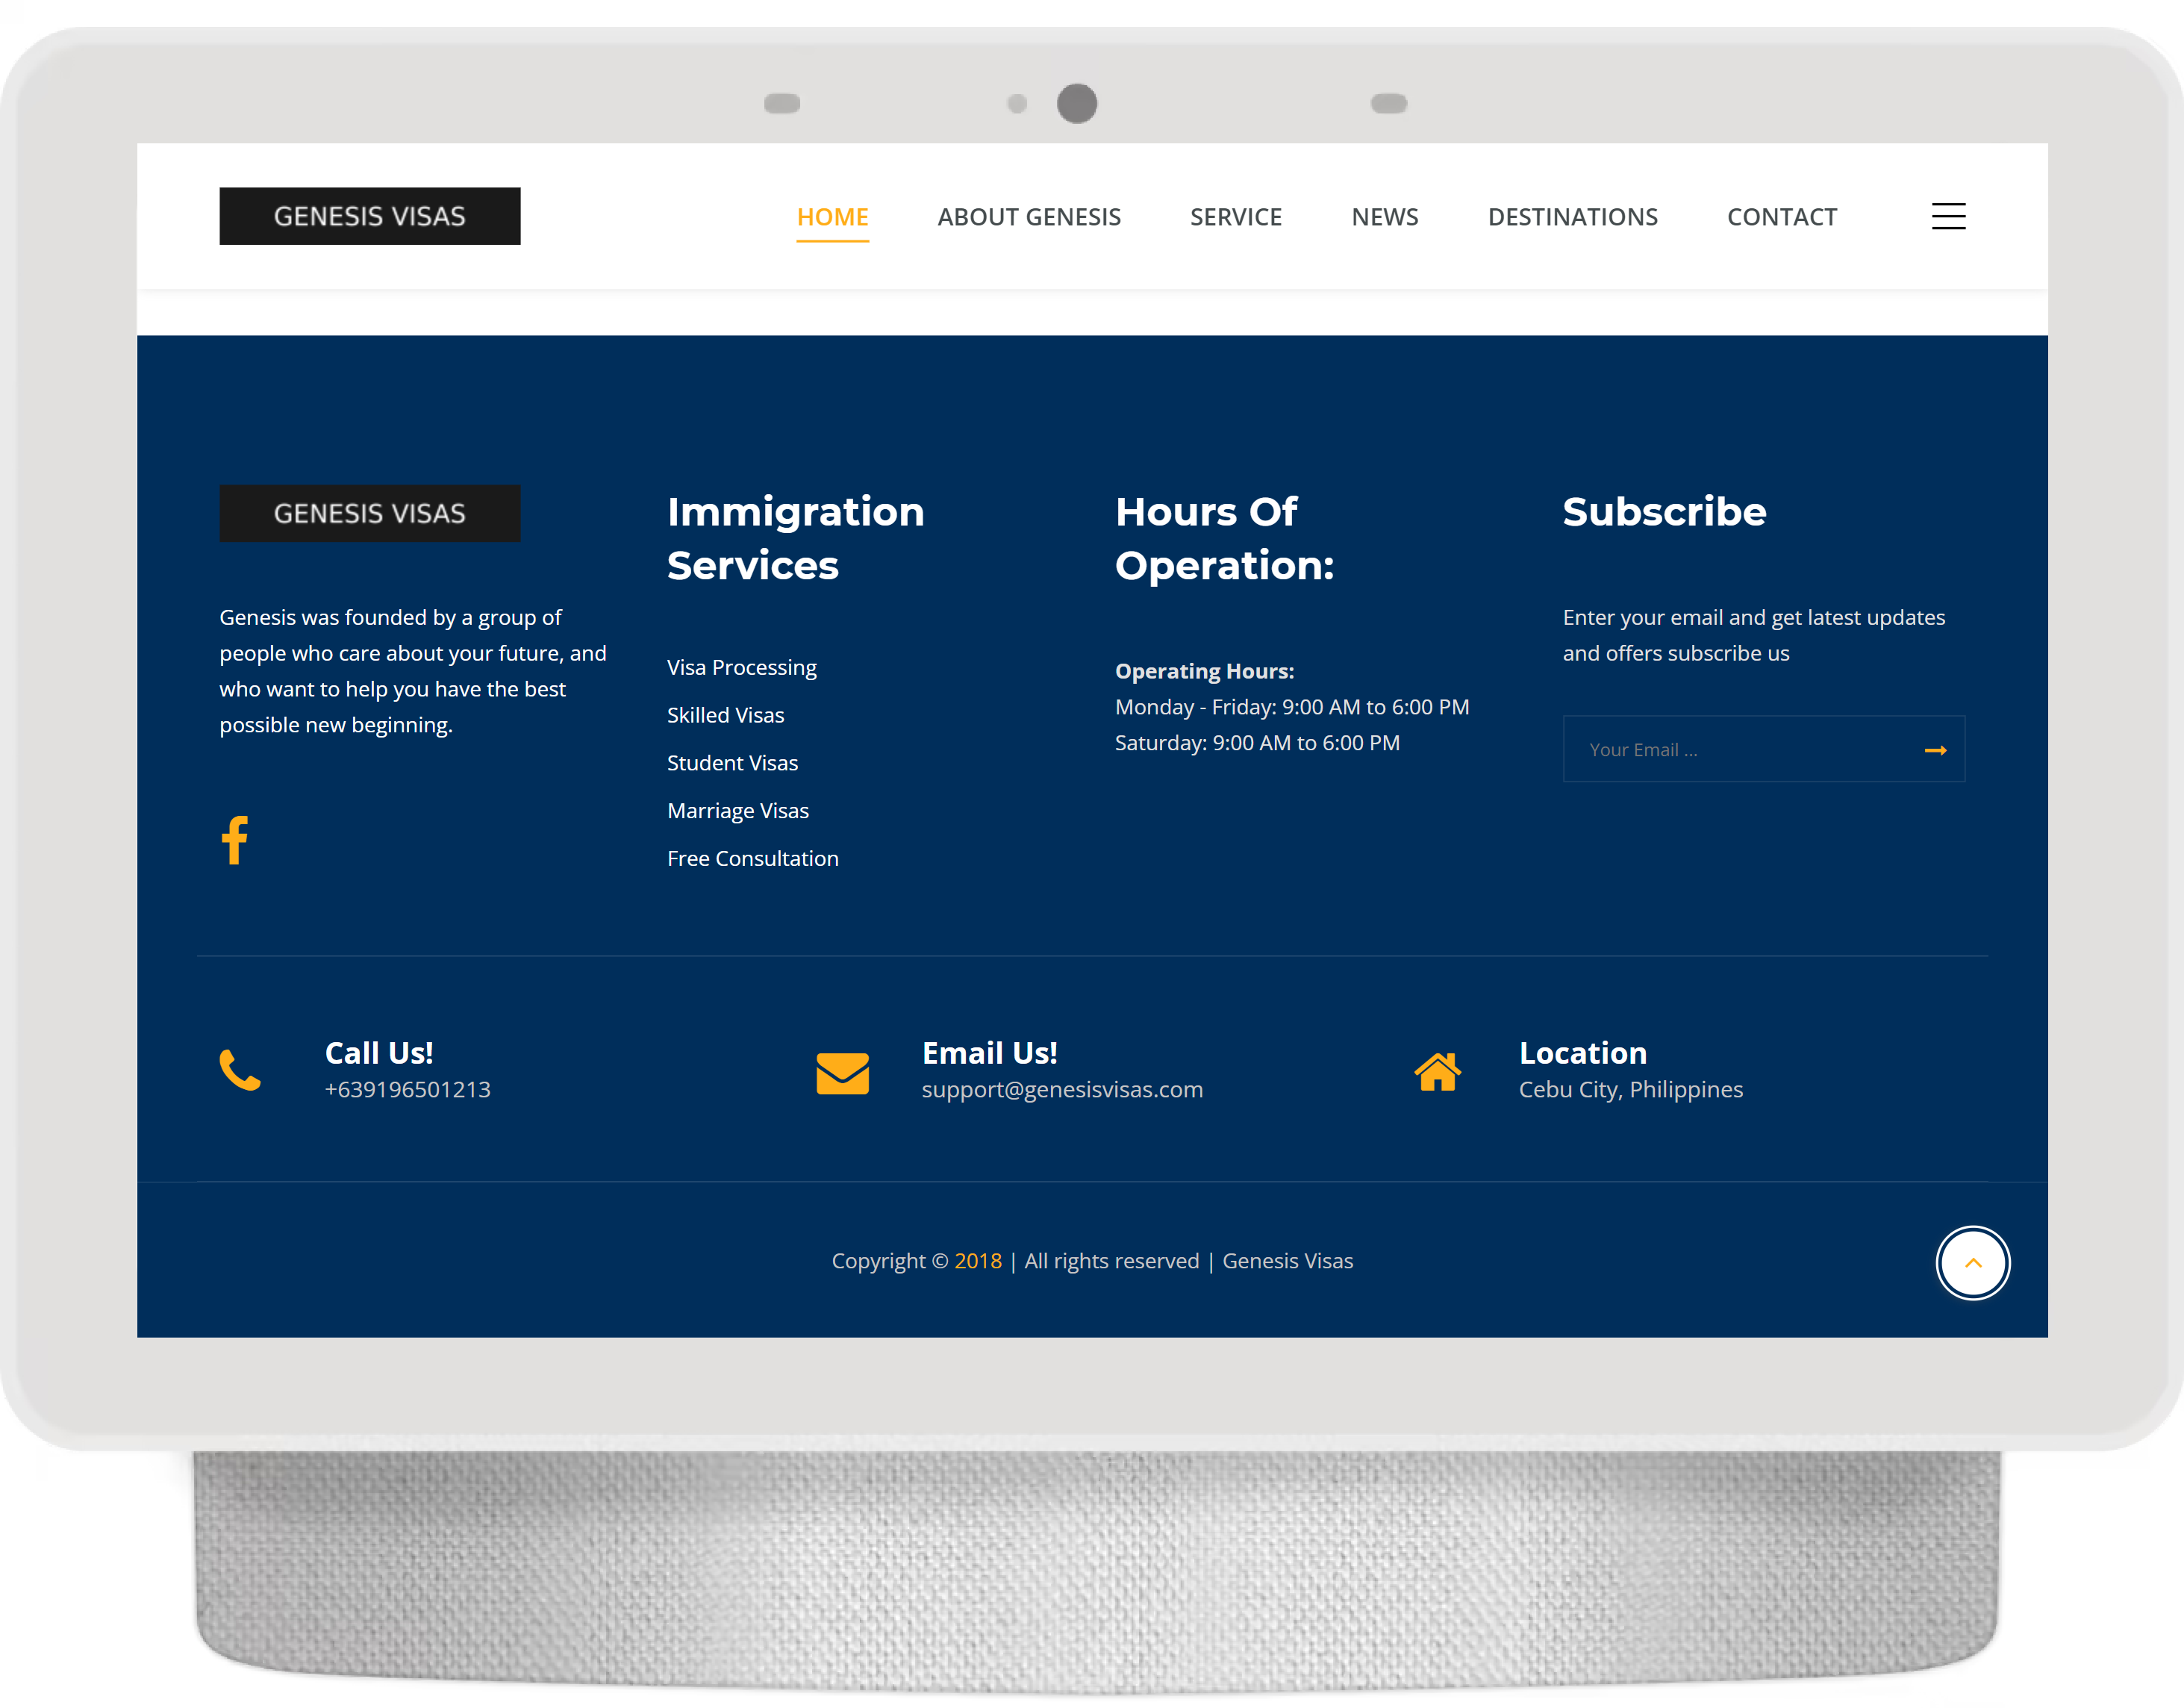 GENESIS VISAS
HOME
ABOUT GENESIS
SERVICE
NEWS
DESTINATIONS
CONTACT
GENESIS VISAS
Genesis was founded by a group of
people who care about your future, and
who want to help you have the best
possible new beginning.
Immigration
Services
Visa Processing
Skilled Visas
Student Visas
Marriage Visas
Free Consultation
Hours Of
Operation:
Operating Hours:
Monday - Friday: 9:00 AM to 6:00 PM
Saturday: 9:00 AM to 6:00 PM
Subscribe
Enter your email and get latest updates
and offers subscribe us
Your Email ...
Call Us!
+639196501213
Email Us!
support@genesisvisas.com
Location
Cebu City, Philippines
Copyright © 2018 | All rights reserved | Genesis Visas